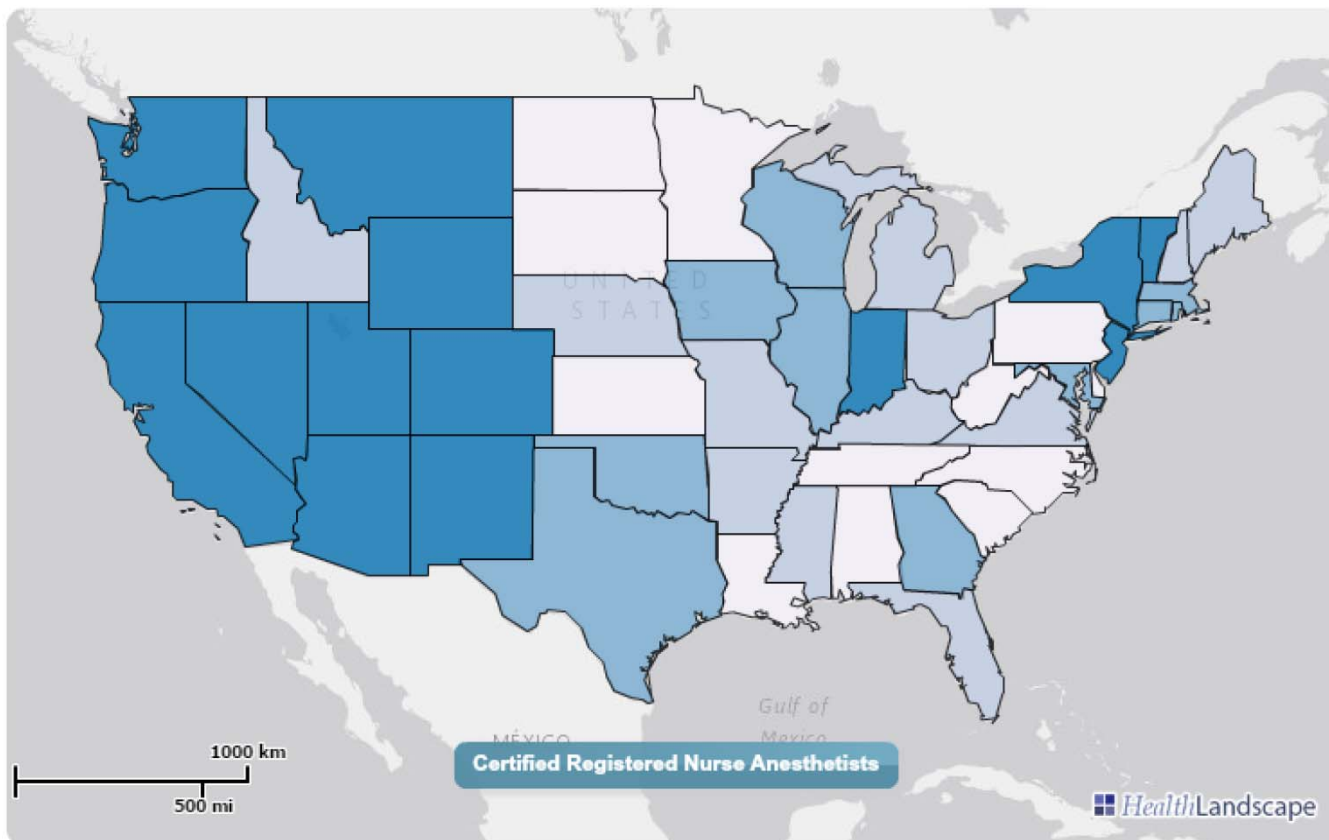 UNITED
STATES
Gulf of
Mexico
MÉXICO
Certified Registered Nurse Anesthetists
1000 km
500 mi
HealthLandscape